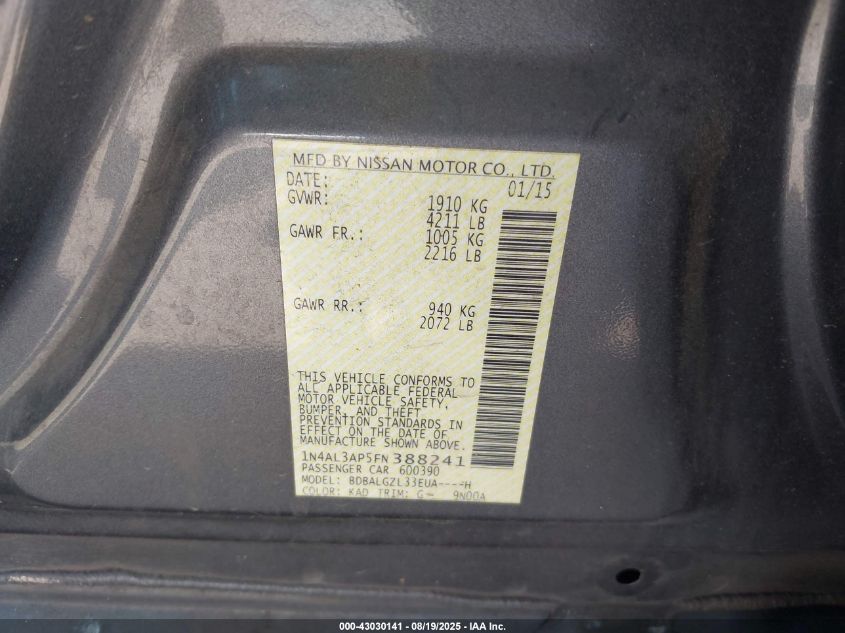 MFD BY NISSAN MOTOR CO., LTD.
DATE: 01/15
GVWR: 1910 KG
4211 LB
GAWR FR.: 1005 KG
2216 LB
GAWR RR.: 940 KG
2072 LB
THIS VEHICLE CONFORMS TO
ALL APPLICABLE FEDERAL
MOTOR VEHICLE SAFETY,
BUMPER, AND THEFT
PREVENTION STANDARDS IN
EFFECT ON THE DATE OF
MANUFACTURE SHOWN ABOVE.
1N4AL3AP5FN388241
PASSENGER CAR 600390
MODEL: BDBALGZL33EUA----H
COLOR: KAD TRIM: G- 9N00A
000-43030141 - 08/19/2025 - IAA Inc.